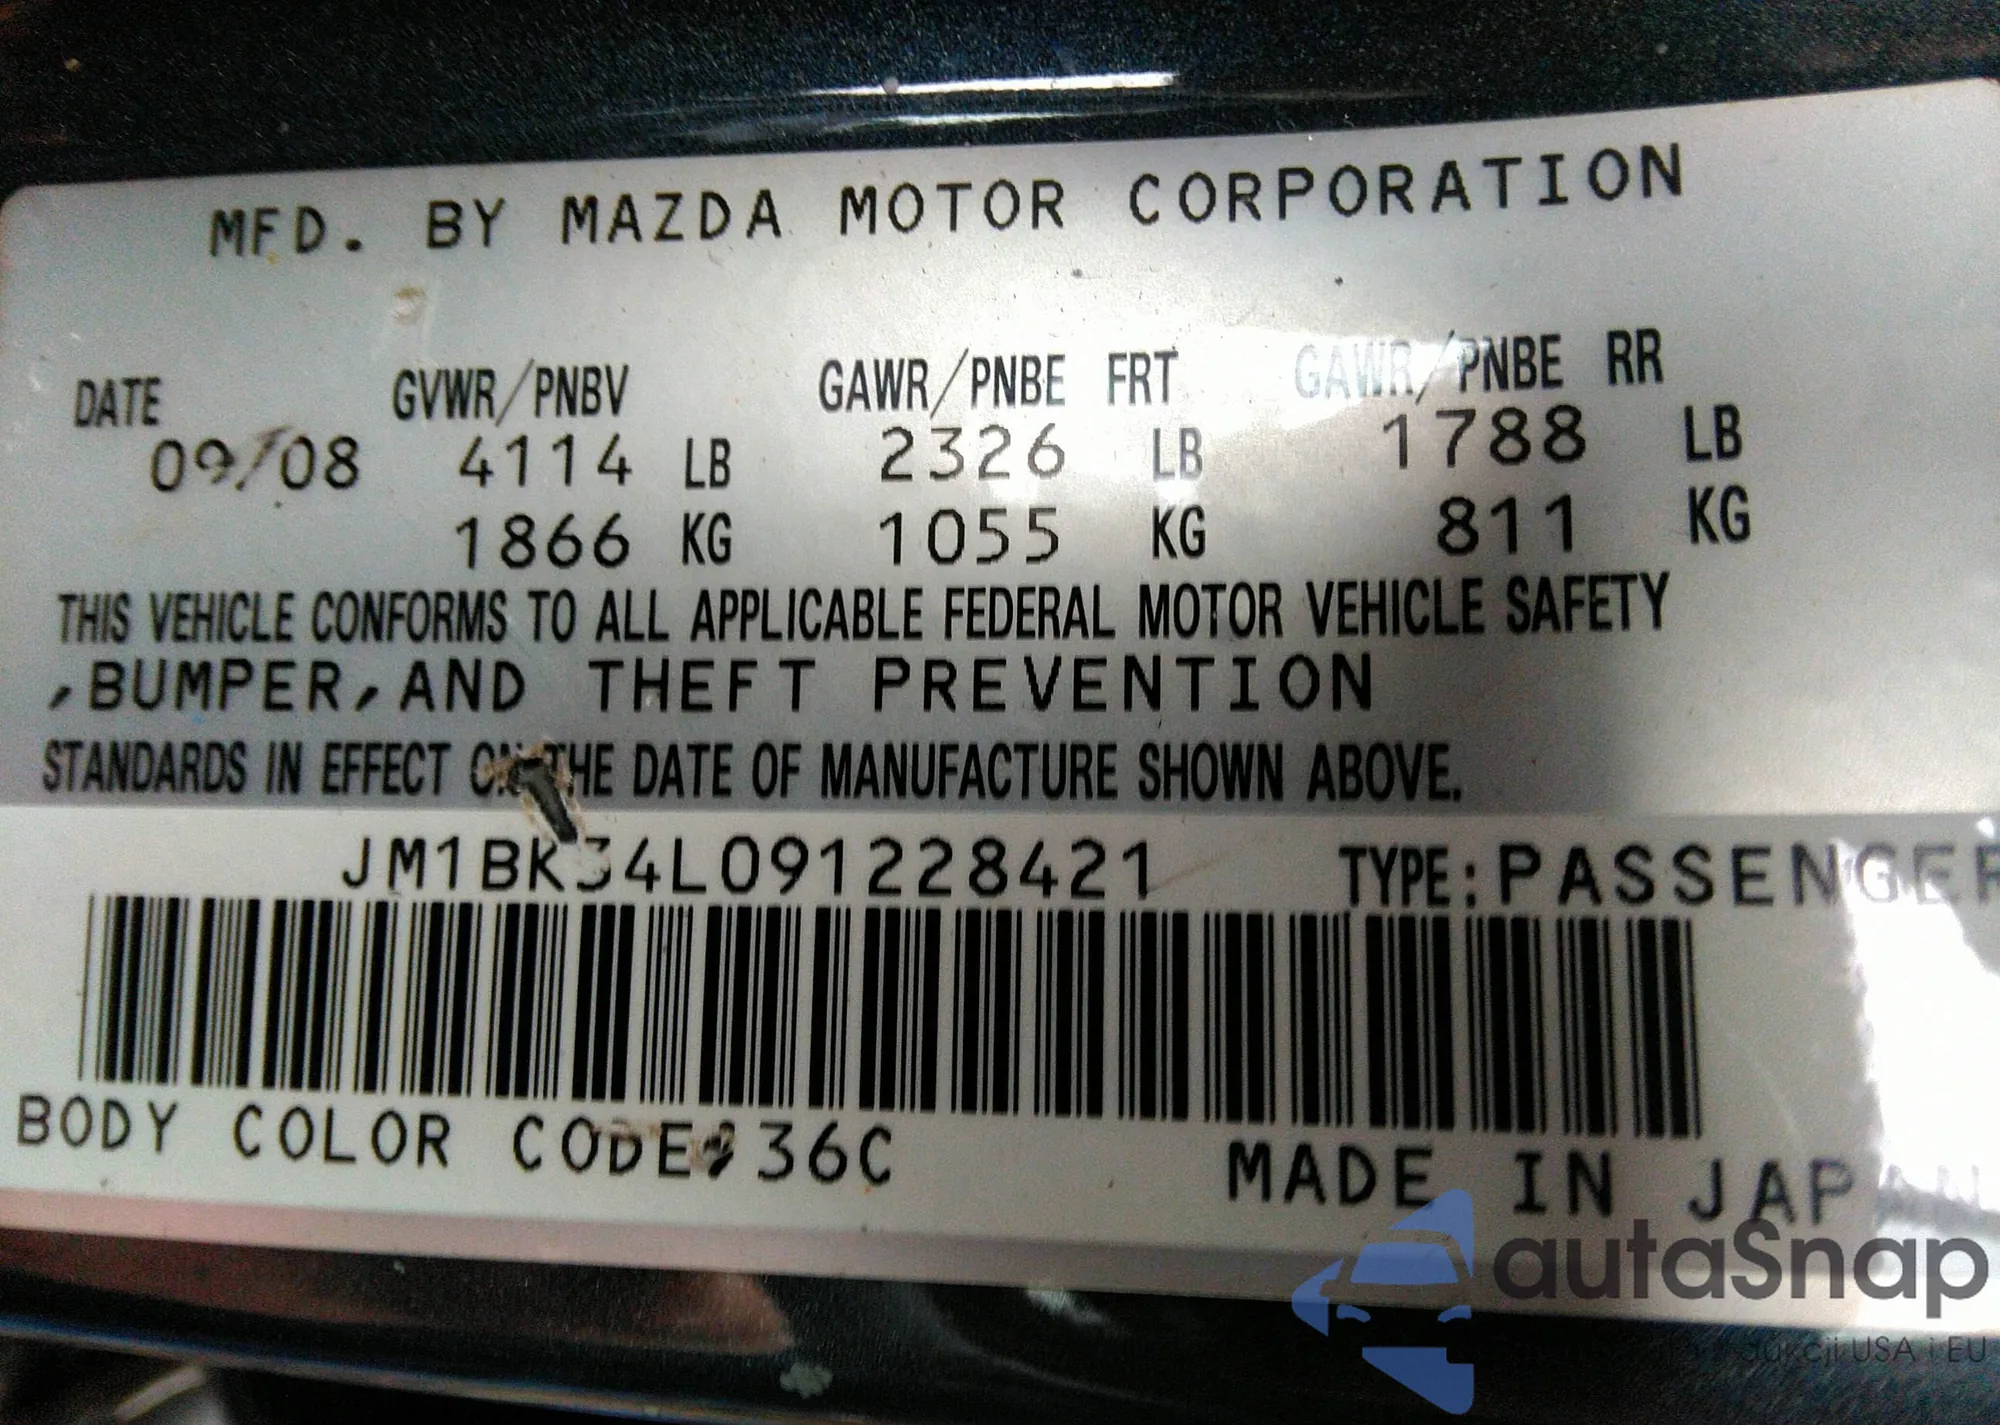 MFD. BY MAZDA MOTOR CORPORATION
DATE GVWR/PNBV GAWR/PNBE FRT GAWR/PNBE RR
09/08 4114 LB 2326 LB 1788 LB
1866 KG 1055 KG 811 KG
THIS VEHICLE CONFORMS TO ALL APPLICABLE FEDERAL MOTOR VEHICLE SAFETY
,BUMPER,AND THEFT PREVENTION
STANDARDS IN EFFECT ON THE DATE OF MANUFACTURE SHOWN ABOVE.
JM1BK34L091228421 TYPE:PASSENGER
BODY COLOR CODE:36C MADE IN JAPAN
autaSnap
USA i EU